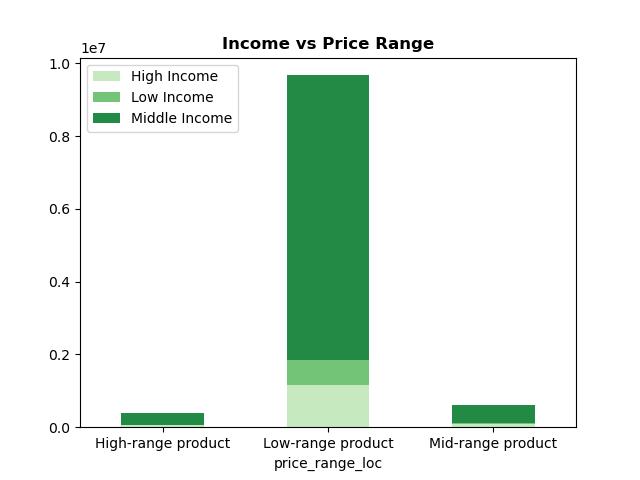 Income vs Price Range
1e7
High Income
Low Income
Middle Income
1.0
0.8
0.6
0.4
0.2
0.0
High-range product
Low-range product
Mid-range product
price_range_loc